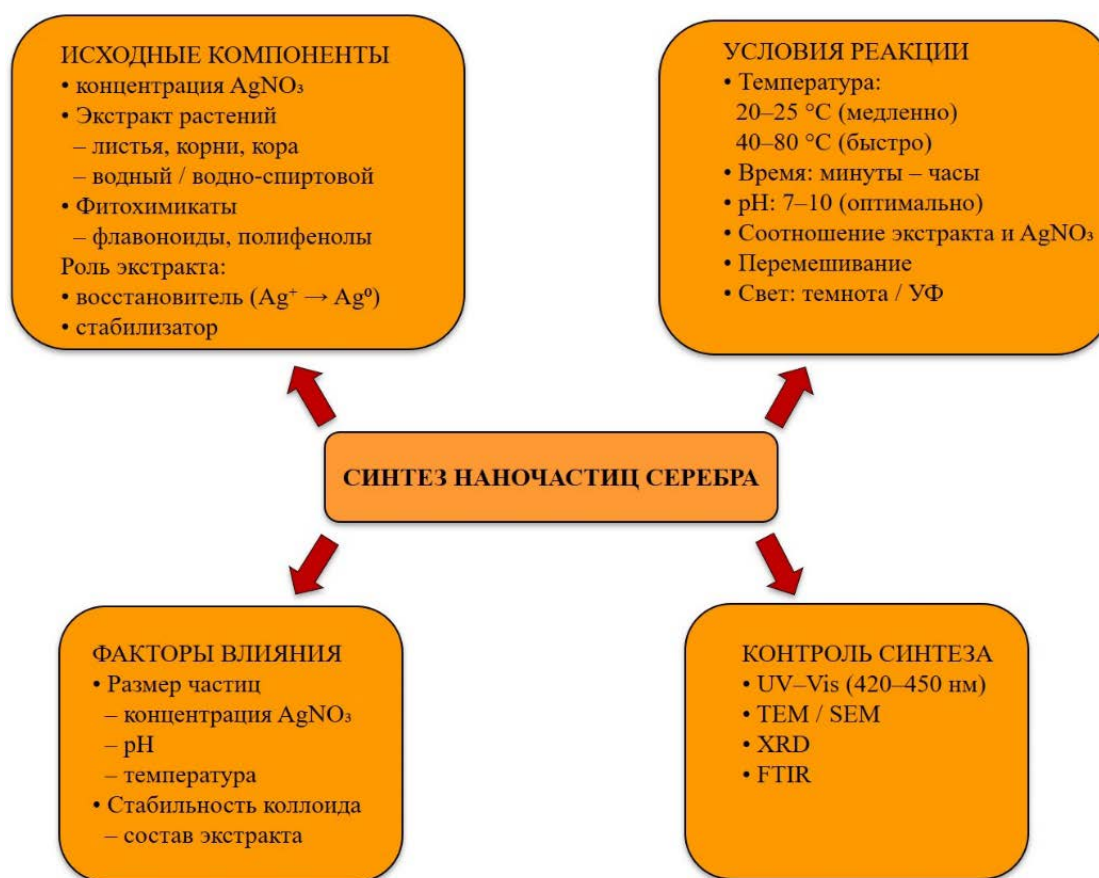 ИСХОДНЫЕ КОМПОНЕНТЫ
• концентрация AgNO₃
• Экстракт растений
– листья, корни, кора
– водный / водно-спиртовой
• Фитохимикаты
– флавоноиды, полифенолы
Роль экстракта:
• восстановитель (Ag⁺ → Ag⁰)
• стабилизатор
УСЛОВИЯ РЕАКЦИИ
• Температура:
20–25 °C (медленно)
40–80 °C (быстро)
• Время: минуты – часы
• pH: 7–10 (оптимально)
• Соотношение экстракта и AgNO₃
• Перемешивание
• Свет: темнота / УФ
СИНТЕЗ НАНОЧАСТИЦ СЕРЕБРА
ФАКТОРЫ ВЛИЯНИЯ
• Размер частиц
– концентрация AgNO₃
– pH
– температура
• Стабильность коллоида
– состав экстракта
КОНТРОЛЬ СИНТЕЗА
• UV–Vis (420–450 нм)
• TEM / SEM
• XRD
• FTIR